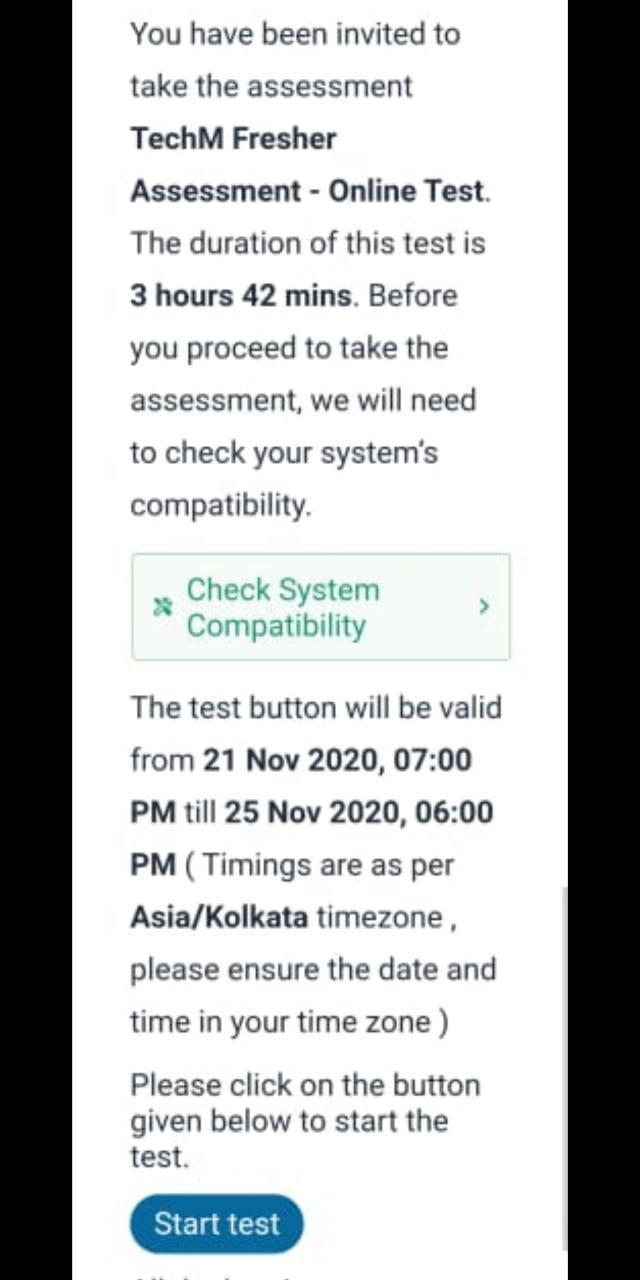 You have been invited to
take the assessment
TechM Fresher
Assessment - Online Test.
The duration of this test is
3 hours 42 mins. Before
you proceed to take the
assessment, we will need
to check your system's
compatibility.
Check System
Compatibility
The test button will be valid
from 21 Nov 2020, 07:00
PM till 25 Nov 2020, 06:00
PM ( Timings are as per
Asia/Kolkata timezone ,
please ensure the date and
time in your time zone )
Please click on the button
given below to start the
test.
Start test